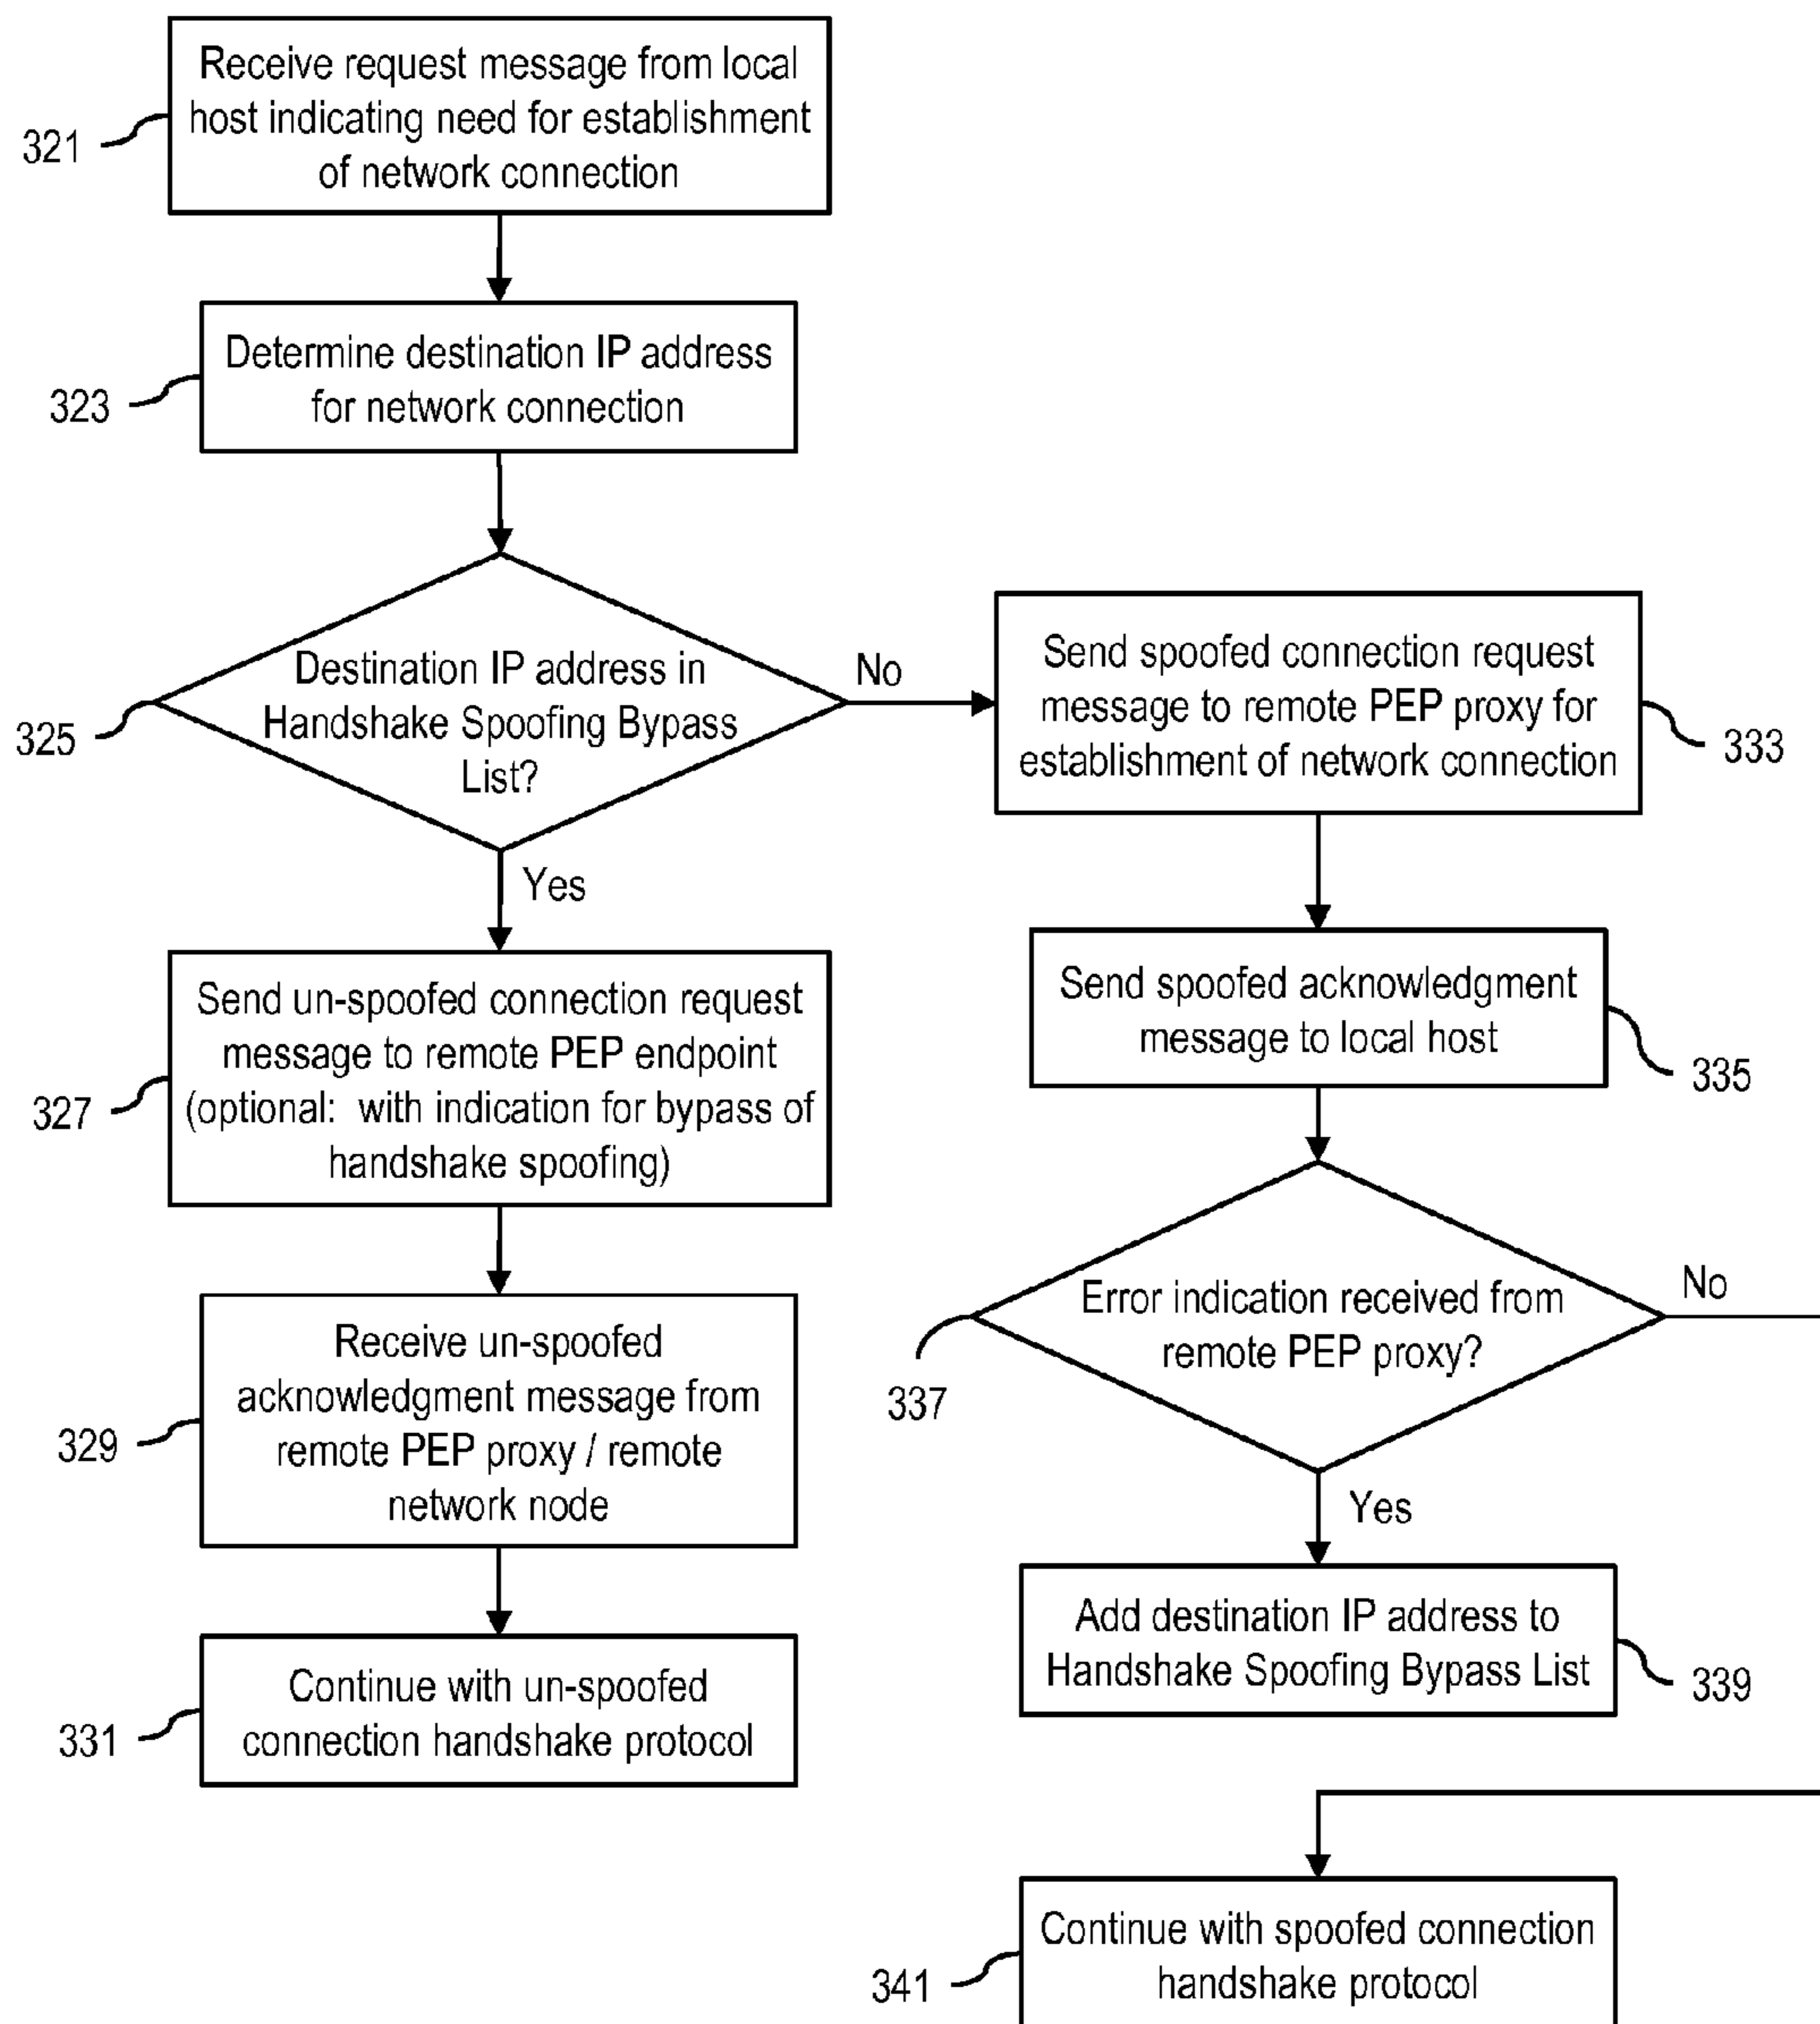 Receive request message from local
host indicating need for establishment
of network connection
321
Determine destination IP address
for network connection
323
Destination IP address in
Handshake Spoofing Bypass
List?
325
No
Yes
Send un-spoofed connection request
message to remote PEP endpoint
(optional: with indication for bypass of
handshake spoofing)
327
Receive un-spoofed
acknowledgment message from
remote PEP proxy / remote
network node
329
Continue with un-spoofed
connection handshake protocol
331
Send spoofed connection request
message to remote PEP proxy for
establishment of network connection
333
Send spoofed acknowledgment
message to local host
335
Error indication received from
remote PEP proxy?
337
No
Yes
Add destination IP address to
Handshake Spoofing Bypass List
339
Continue with spoofed connection
handshake protocol
341